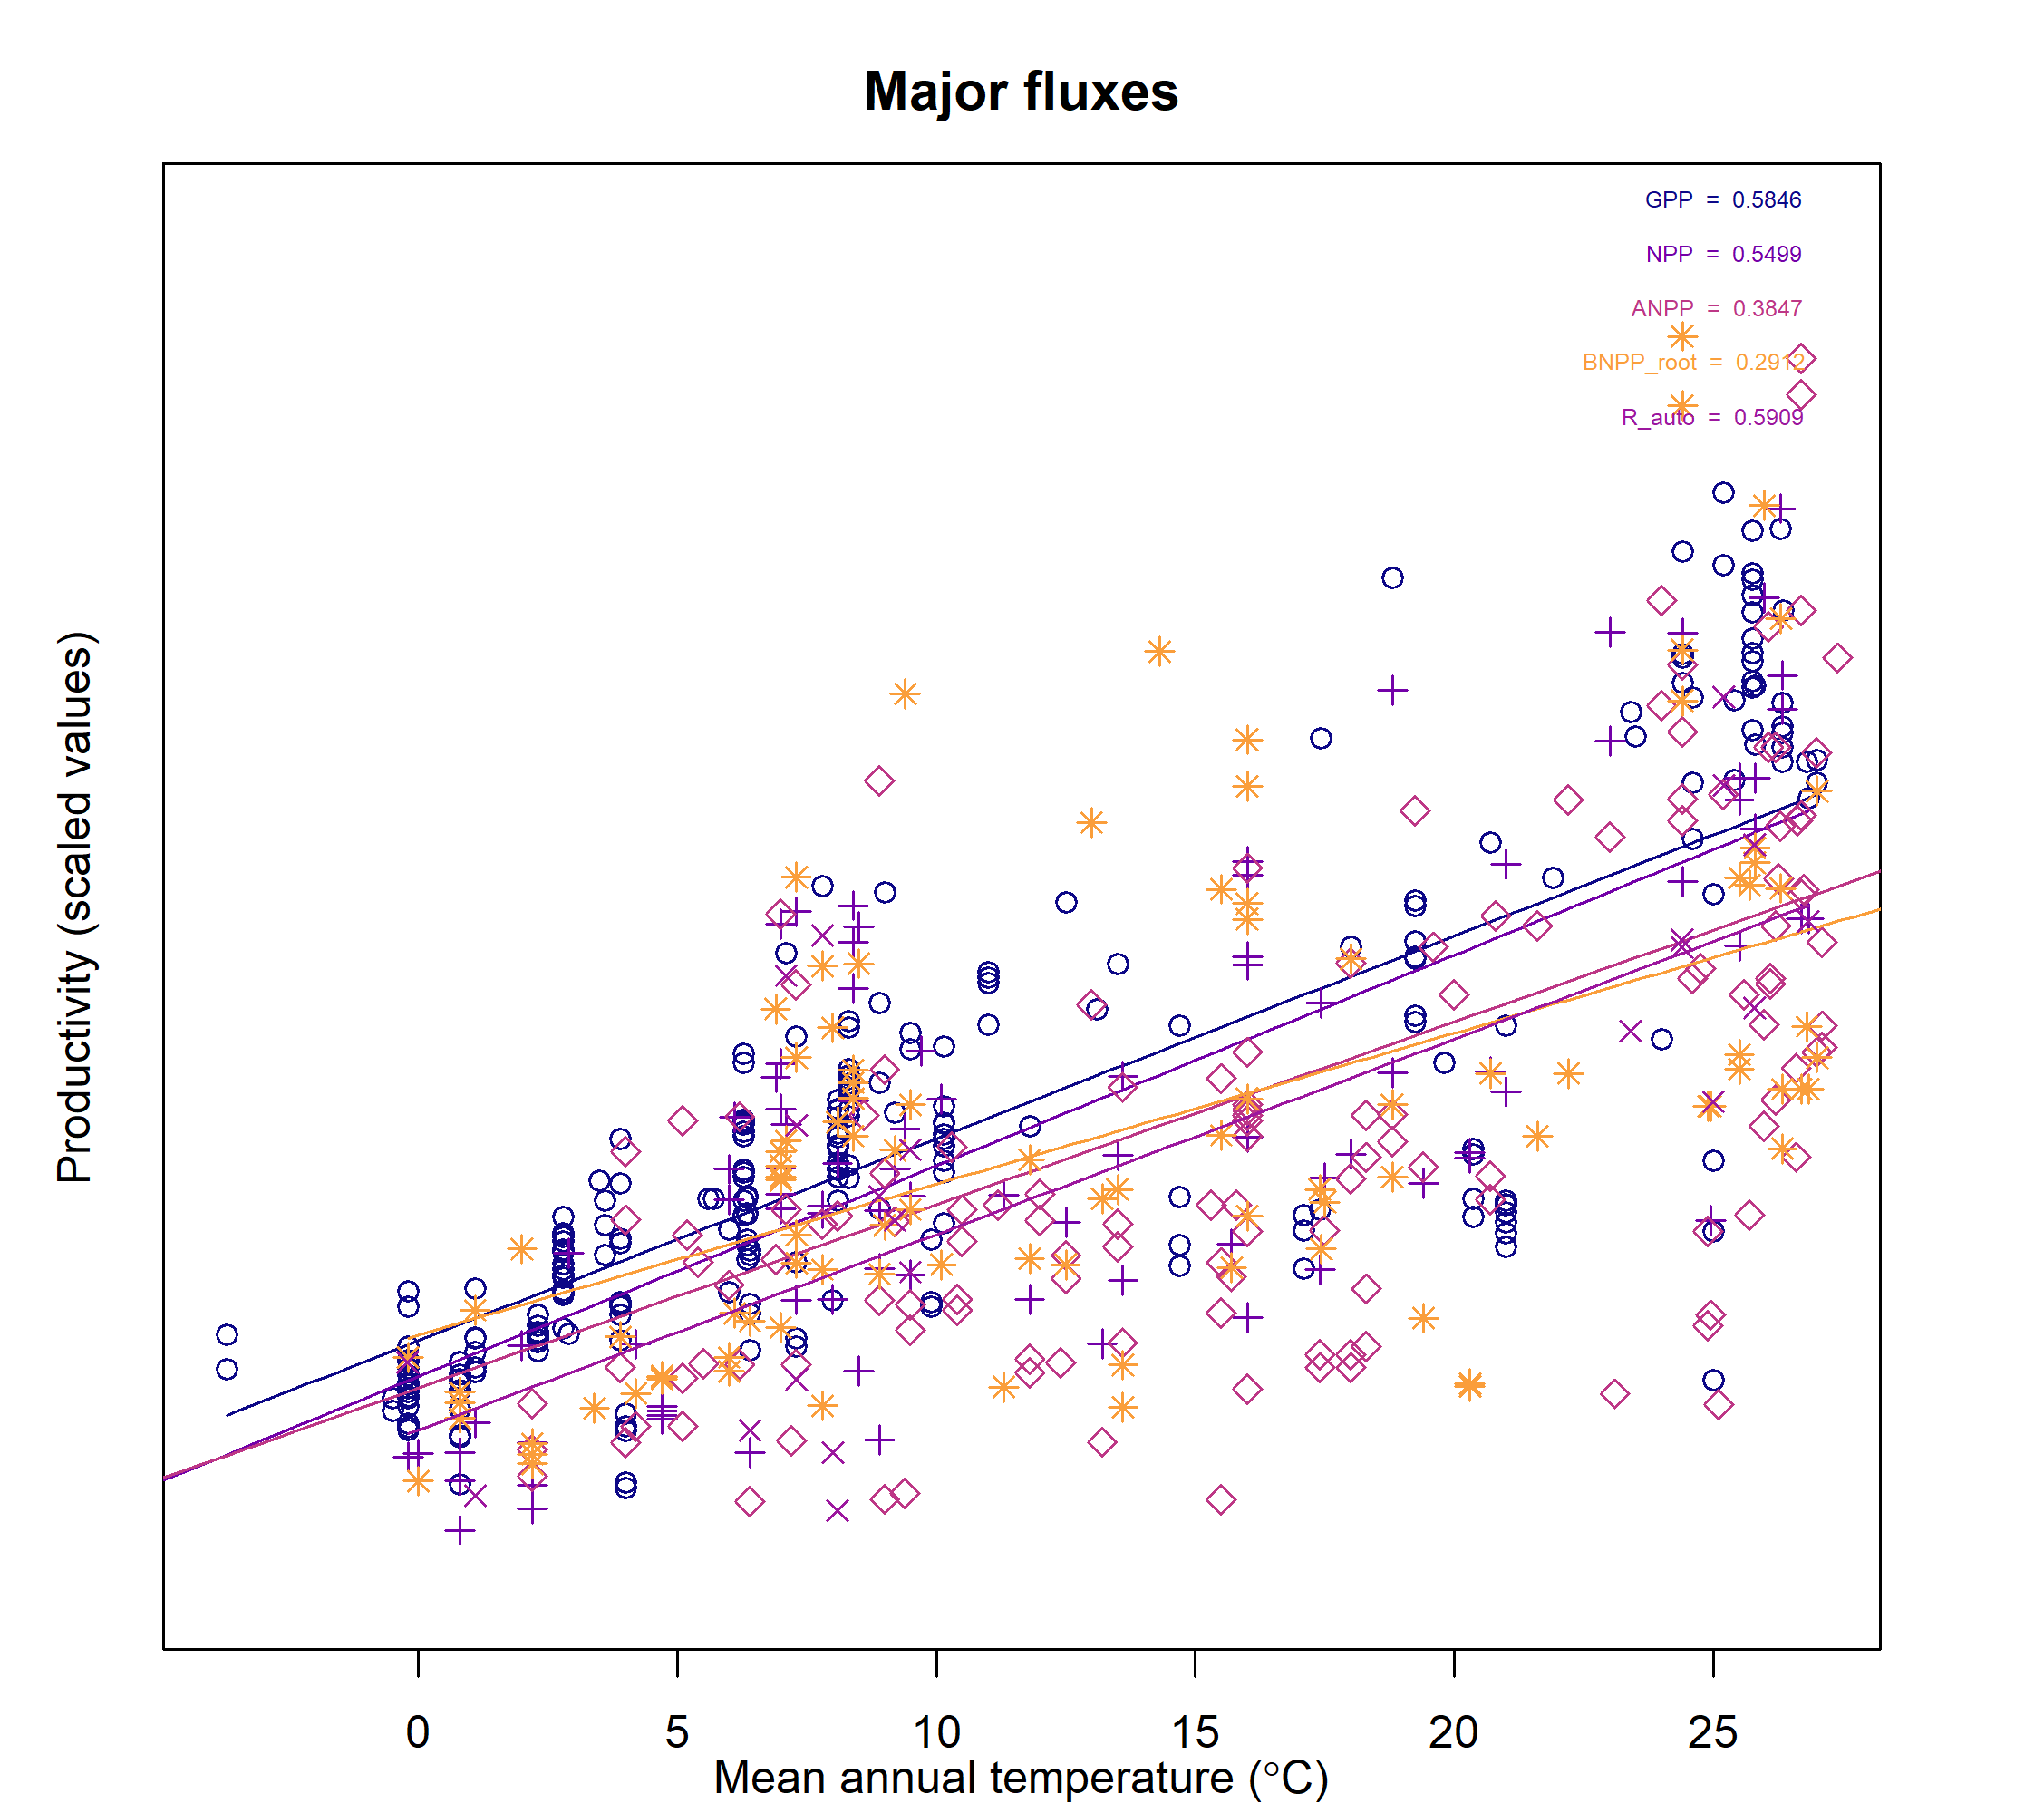 Major fluxes
GPP = 0.5846
NPP = 0.5499
ANPP = 0.3847
BNPP_root = 0.2912
R_auto = 0.5909
Productivity (scaled values)
0 5 10 15 20 25
Mean annual temperature (°C)